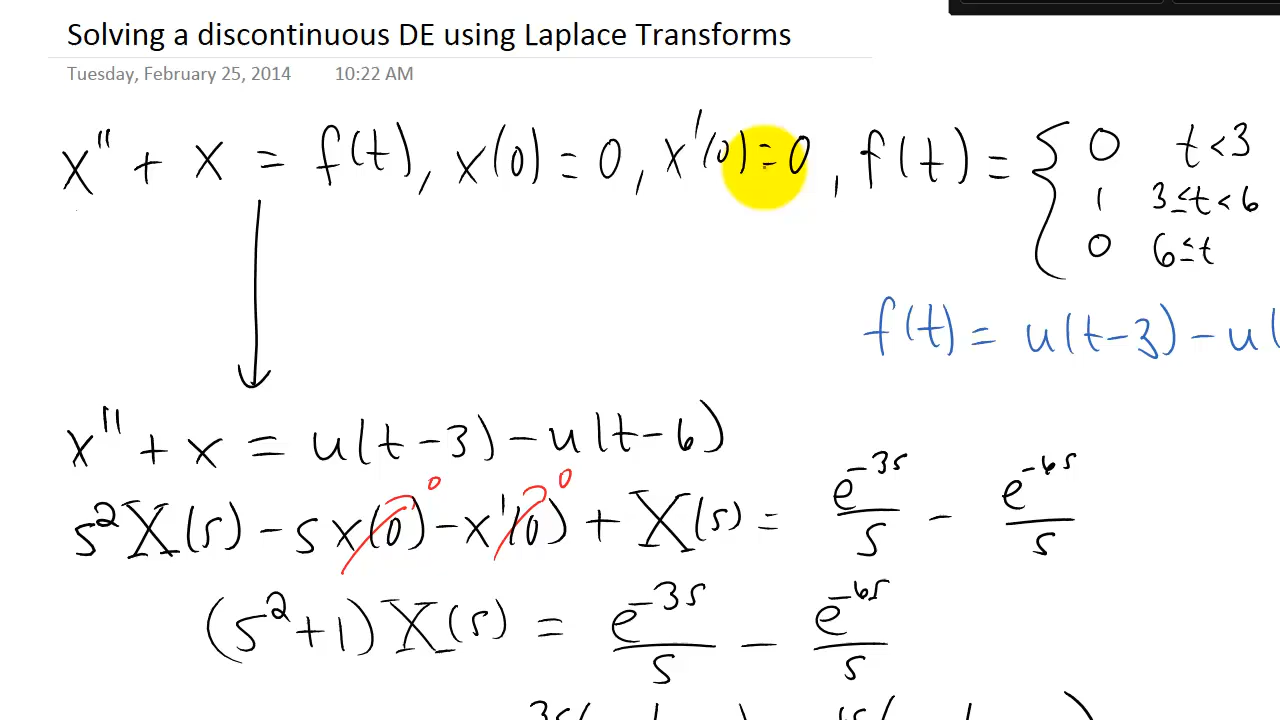 Solving a discontinuous DE using Laplace Transforms
Tuesday, February 25, 2014 10:22 AM
x'' + x = f(t), x(0) = 0, x'(0) = 0, f(t) = { 0 t < 3
1 3 ≤ t < 6
0 6 ≤ t
f(t) = u(t-3) - u(
x'' + x = u(t-3) - u(t-6)
0 0
s²X(s) - sx(0) - x'(0) + X(s) = e^-3s/s - e^-6s/s
(s²+1)X(s) = e^-3s/s - e^-6s/s